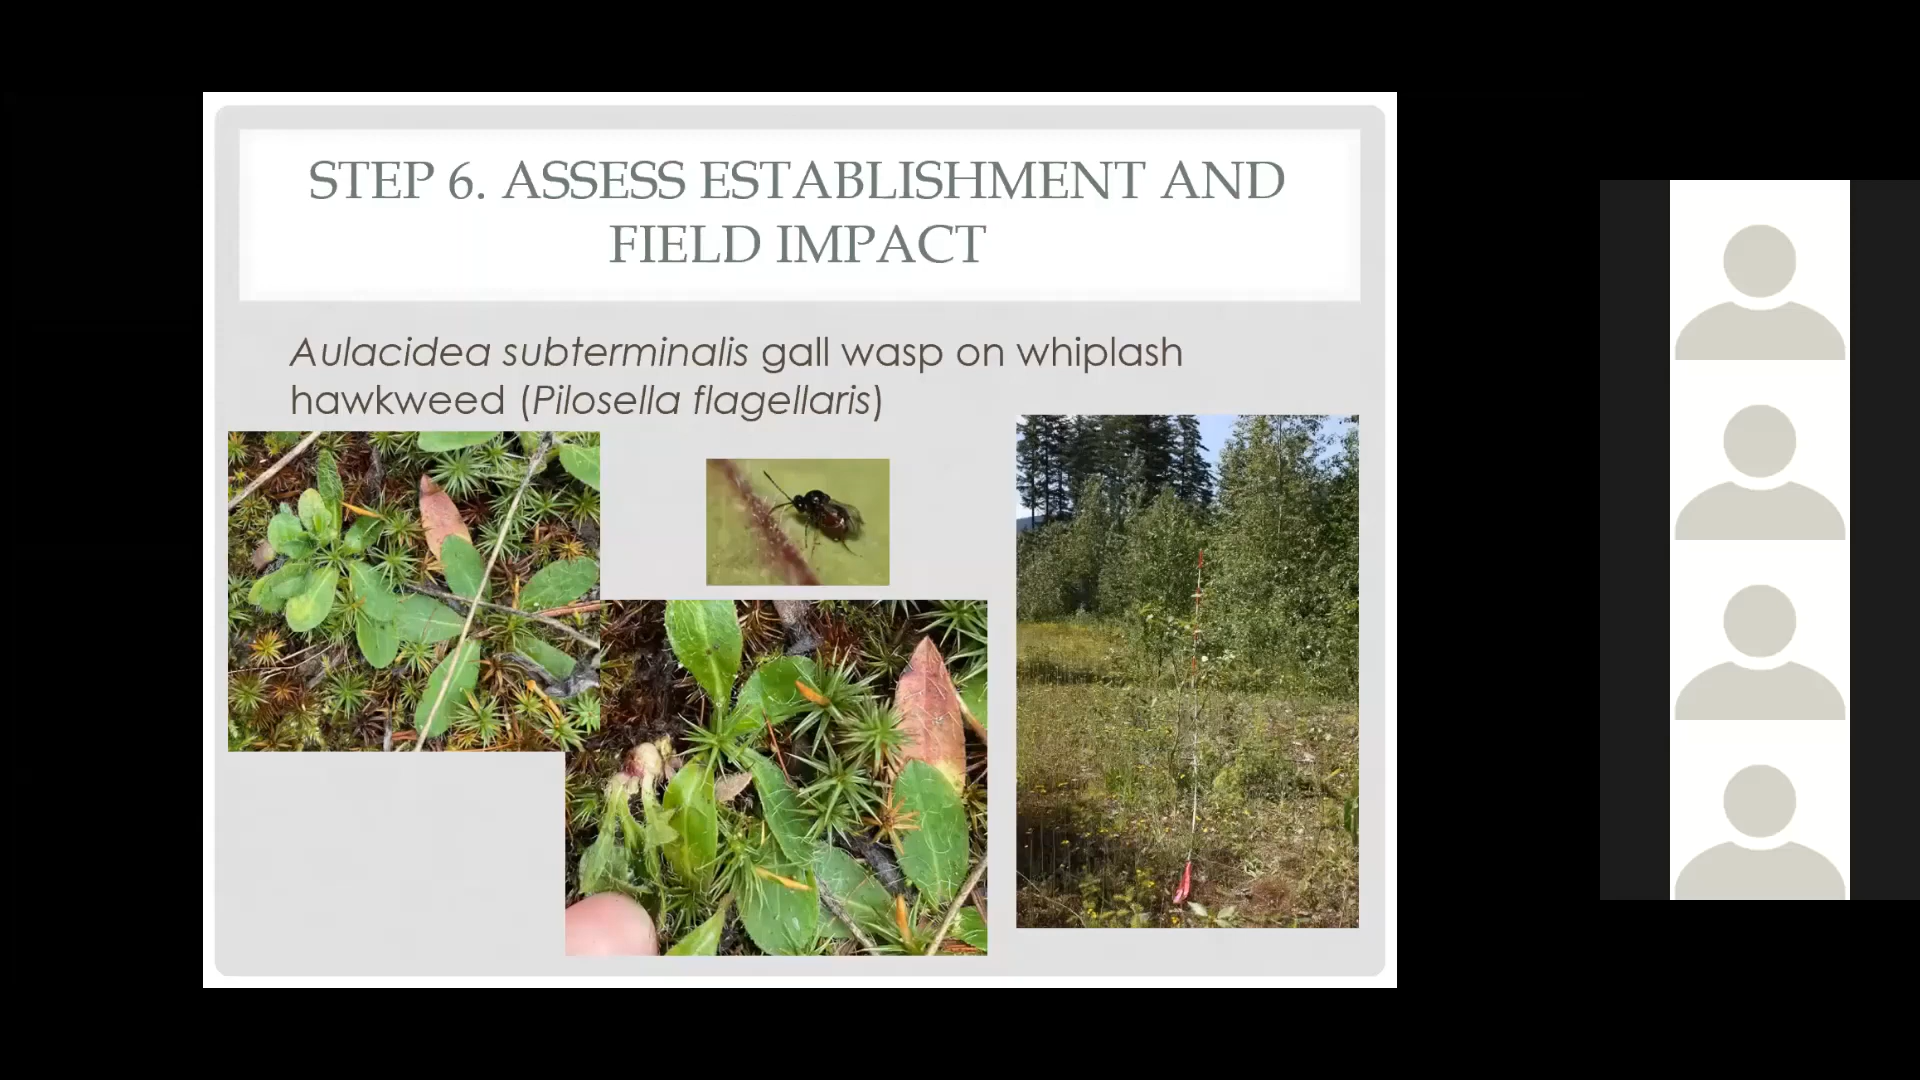 STEP 6. ASSESS ESTABLISHMENT AND
FIELD IMPACT
Aulacidea subterminalis gall wasp on whiplash
hawkweed (Pilosella flagellaris)